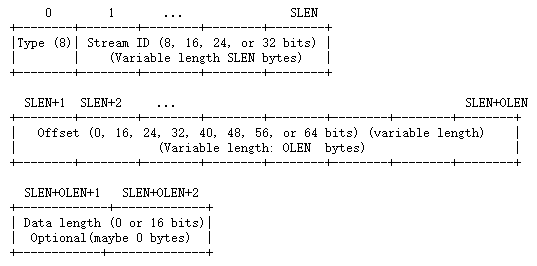 0 1 ... SLEN
+--------+--------+--------+--------+--------+
|Type (8)| Stream ID (8, 16, 24, or 32 bits) |
| | (Variable length SLEN bytes) |
+--------+--------+--------+--------+--------+
SLEN+1 SLEN+2 ... SLEN+OLEN
+--------+--------+--------+--------+--------+--------+--------+--------+
| Offset (0, 16, 24, 32, 40, 48, 56, or 64 bits) (variable length) |
| (Variable length: OLEN bytes) |
+--------+--------+--------+--------+--------+--------+--------+--------+
SLEN+OLEN+1 SLEN+OLEN+2
+-------------+-------------+
| Data length (0 or 16 bits)|
| Optional(maybe 0 bytes) |
+------------+--------------+